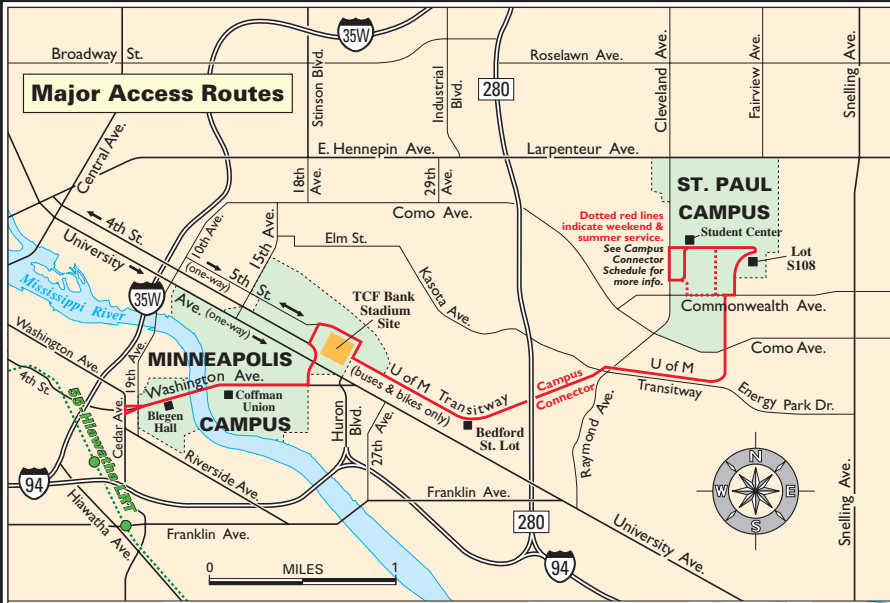 35W
Broadway St.
Stinson Blvd.
Industrial
Blvd.
280
Roselawn Ave.
Cleveland Ave.
Fairview Ave.
Snelling Ave.
Major Access Routes
Central Ave.
E. Hennepin Ave.
Larpenteur Ave.
18th
Ave.
29th
Ave.
ST. PAUL
CAMPUS
Como Ave.
Dotted red lines
indicate weekend &
summer service.
See Campus
Connector
Schedule for
more info.
Student Center
Lot
S108
4th St.
University
10th Ave.
(one-way)
15th Ave.
Elm St.
5th
St.
Kasota Ave.
Mississippi River
35W
Ave. (one-way)
TCF Bank
Stadium
Site
Commonwealth Ave.
Como Ave.
Washington Ave.
19th Ave.
MINNEAPOLIS
Washington Ave.
U of M Transitway
(buses & bikes only)
Campus
Connector
U of M
Transitway
Energy Park Dr.
4th St.
Cedar Ave.
Blegen
Hall
Coffman
Union
CAMPUS
Huron
Blvd.
27th Ave.
Bedford
St. Lot
Raymond Ave.
55 Hiawatha LRT
94
Riverside Ave.
Hiawatha Ave.
Franklin Ave.
Franklin Ave.
280
University Ave.
94
Snelling Ave.
N
W
E
S
0
MILES
1